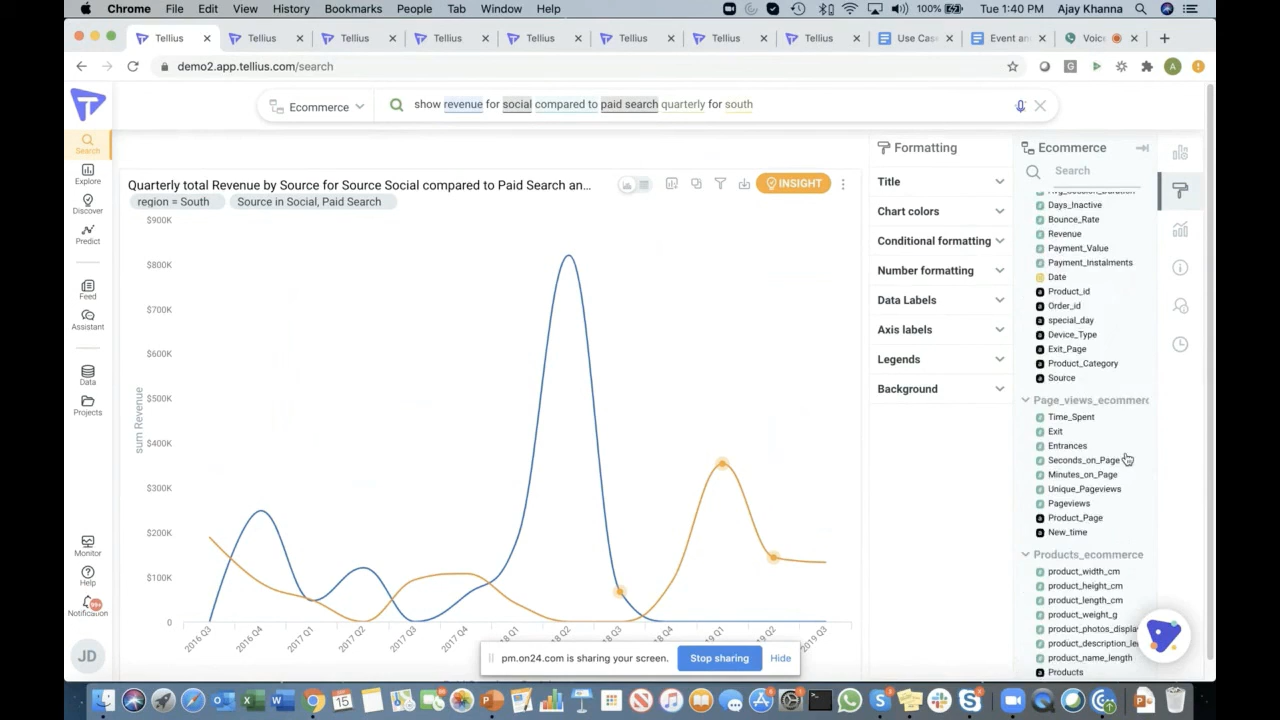 Chrome File Edit View History Bookmarks People Tab Window Help 100% Tue 1:40 PM Ajay Khanna
Tellius Tellius Tellius Tellius Tellius Tellius Tellius Tellius Use Cas Event an Voic
demo2.app.tellius.com/search
Ecommerce show revenue for social compared to paid search quarterly for south
Search
Explore
Discover
Predict
Feed
Assistant
Data
Projects
Monitor
Help
Notification
JD
Quarterly total Revenue by Source for Source Social compared to Paid Search an... INSIGHT
region = South Source in Social, Paid Search
sum Revenue
$900K
$800K
$700K
$600K
$500K
$400K
$300K
$200K
$100K
0
2016 Q3 2016 Q4 2017 Q1 2017 Q3 2017 Q4 2018 Q2 2018 Q3 2019 Q2
pm.on24.com is sharing your screen. Stop sharing Hide
Formatting
Title
Chart colors
Conditional formatting
Number formatting
Data Labels
Axis labels
Legends
Background
Ecommerce
Search
Days_Inactive
Bounce_Rate
Revenue
Payment_Value
Payment_Instalments
Date
Product_id
Order_id
special_day
Device_Type
Exit_Page
Product_Category
Source
Page_views_ecommerc
Time_Spent
Exit
Entrances
Seconds_on_Page
Minutes_on_Page
Unique_Pageviews
Pageviews
Product_Page
New_time
Products_ecommerce
product_width_cm
product_height_cm
product_length_cm
product_weight_g
product_photos_displa
product_description_le
product_name_length
Products